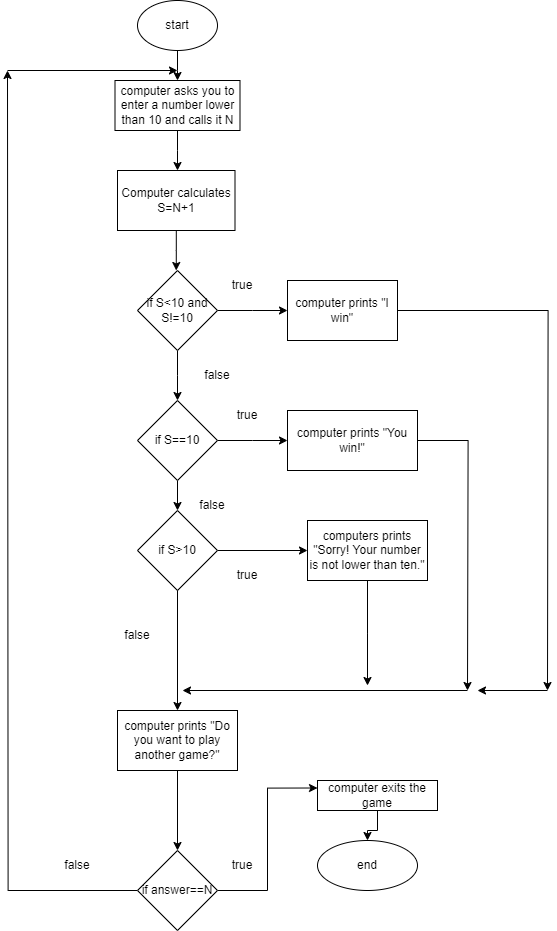 start
computer asks you to
enter a number lower
than 10 and calls it N
Computer calculates
S=N+1
if S<10 and
S!=10
true
computer prints "I
win"
false
if S==10
true
computer prints "You
win!"
false
if S>10
true
computers prints
"Sorry! Your number
is not lower than ten."
false
computer prints "Do
you want to play
another game?"
if answer==N
false
true
computer exits the
game
end